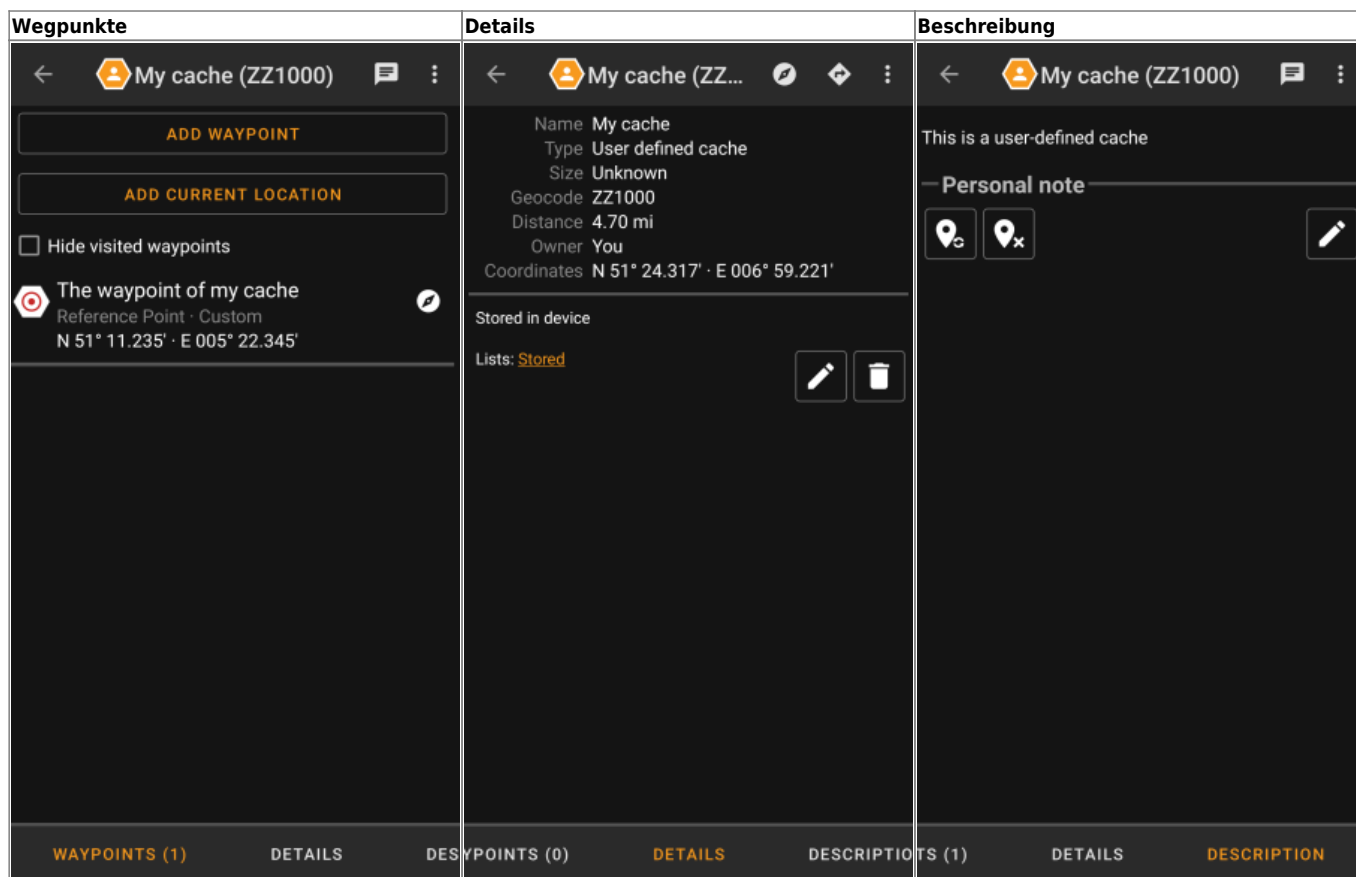 Wegpunkte
Details
Beschreibung
My cache (ZZ1000)
ADD WAYPOINT
ADD CURRENT LOCATION
Hide visited waypoints
The waypoint of my cache
Reference Point · Custom
N 51° 11.235' · E 005° 22.345'
WAYPOINTS (1)
DETAILS
DES
My cache (ZZ...
Name My cache
Type User defined cache
Size Unknown
Geocode ZZ1000
Distance 4.70 mi
Owner You
Coordinates N 51° 24.317' · E 006° 59.221'
Stored in device
Lists: Stored
YPOINTS (0)
DETAILS
DESCRIPTIO
My cache (ZZ1000)
This is a user-defined cache
Personal note
TS (1)
DETAILS
DESCRIPTION